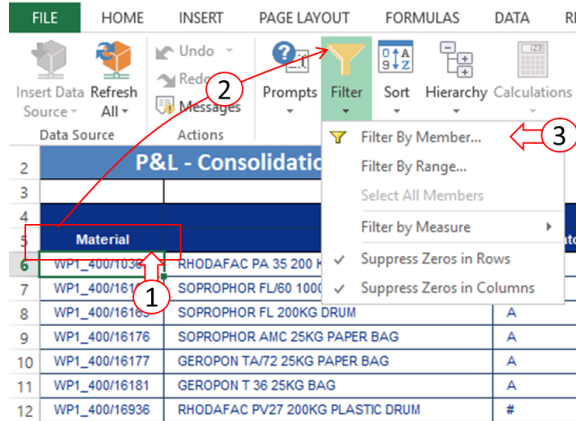 FILE HOME INSERT PAGE LAYOUT FORMULAS DATA
Undo
Redo
Messages
Insert Data
Source
Refresh
All
Prompts
Filter
Sort
Hierarchy
Calculations
Data Source
Actions
2
1
3
Filter By Member...
Filter By Range...
Select All Members
Filter by Measure
Suppress Zeros in Rows
Suppress Zeros in Columns
2 P&L - Consolidatio
3
4
5 Material
6 RHODAFAC PA 35 200
7 SOPROPHOR FL/60
8 SOPROPHOR FL 200KG DRUM A
9 WP1_400/16176 SOPROPHOR AMC 25KG PAPER BAG A
10 WP1_400/16177 GEROPON TA/72 25KG PAPER BAG A
11 WP1_400/16181 GEROPON T 36 25KG BAG A
12 WP1_400/16936 RHODAFAC PV27 200KG PLASTIC DRUM #